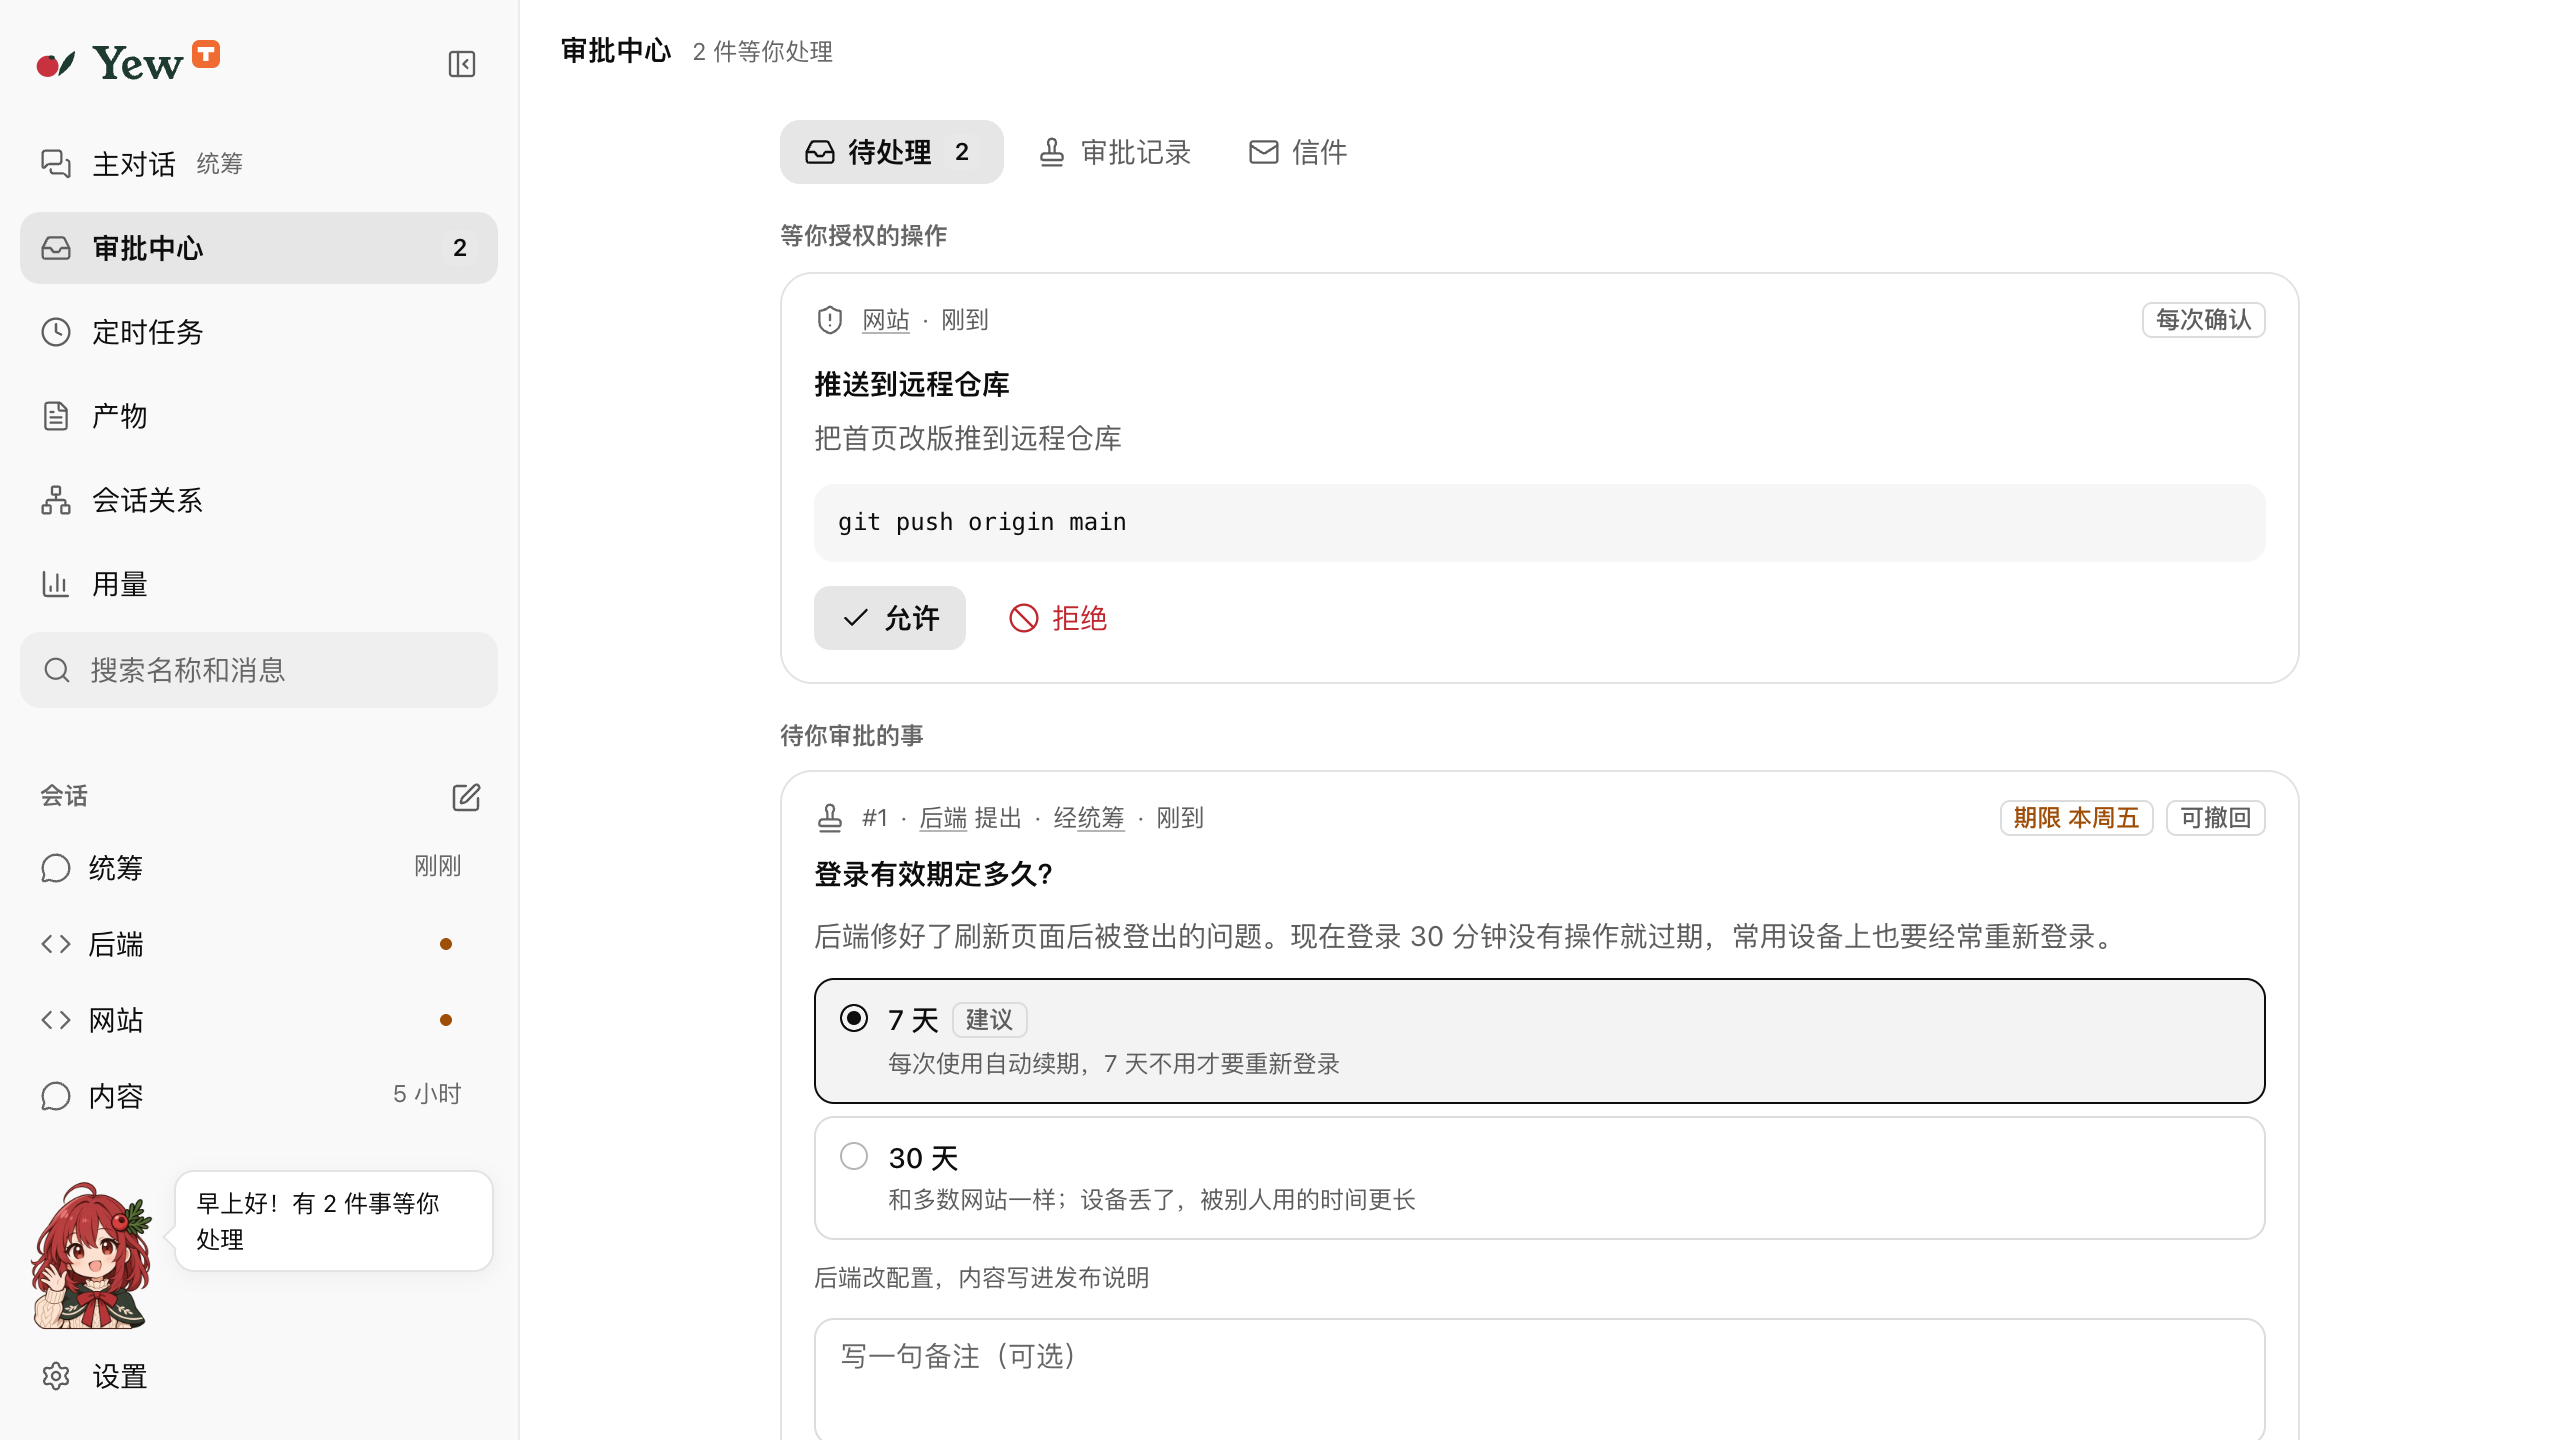 Yew T
主对话 统筹
审批中心 2
定时任务
产物
会话关系
用量
搜索名称和消息
会话
统筹 刚刚
后端
网站
内容 5 小时
早上好！有 2 件事等你
处理
设置
审批中心 2 件等你处理
待处理 2 审批记录 信件
等你授权的操作
网站 · 刚到 每次确认
推送到远程仓库
把首页改版推到远程仓库
git push origin main
允许 拒绝
待你审批的事
#1 · 后端 提出 · 经统筹 · 刚到 期限 本周五 可撤回
登录有效期定多久？
后端修好了刷新页面后被登出的问题。现在登录 30 分钟没有操作就过期，常用设备上也要经常重新登录。
7 天 建议
每次使用自动续期，7 天不用才要重新登录
30 天
和多数网站一样；设备丢了，被别人用的时间更长
后端改配置，内容写进发布说明
写一句备注（可选）